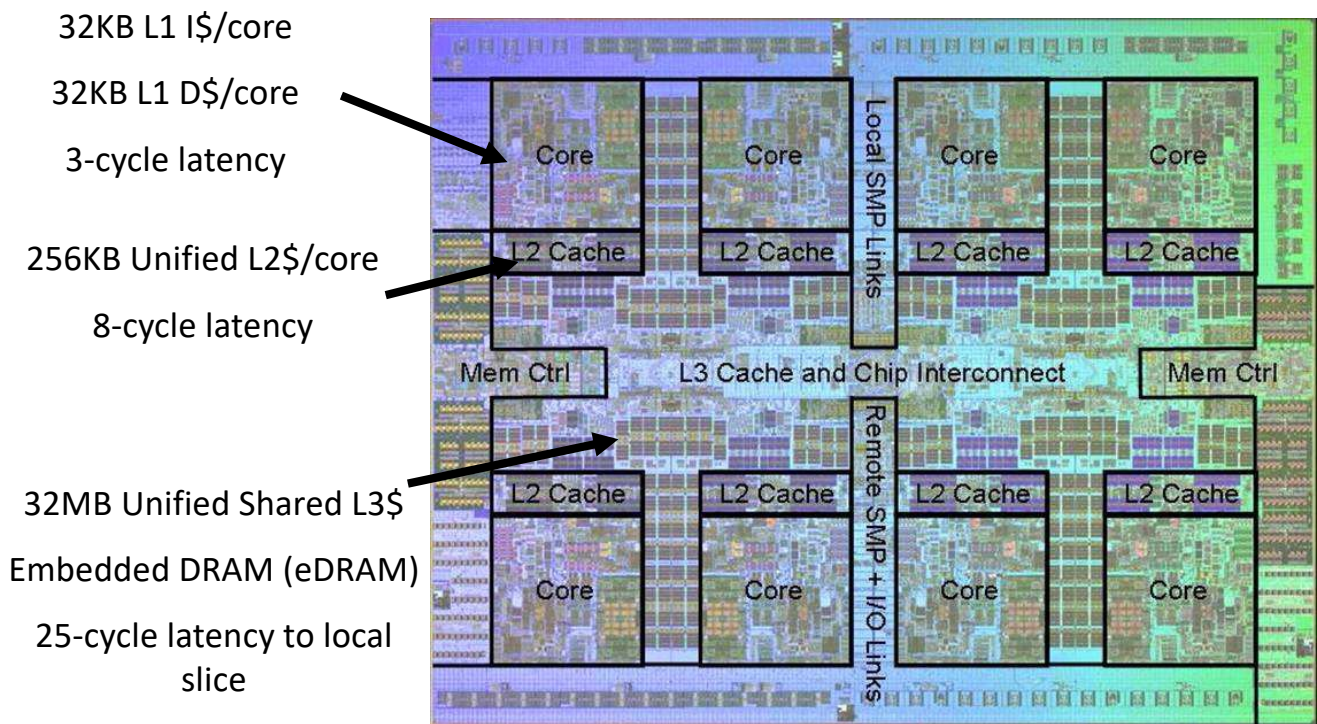 32KB L1 I$/core
32KB L1 D$/core
3-cycle latency
256KB Unified L2$/core
8-cycle latency
32MB Unified Shared L3$
Embedded DRAM (eDRAM)
25-cycle latency to local
slice
Core
Core
Core
Core
Local SMP Links
L2 Cache
L2 Cache
L2 Cache
L2 Cache
Mem Ctrl
L3 Cache and Chip Interconnect
Mem Ctrl
Remote SMP + I/O Links
L2 Cache
L2 Cache
L2 Cache
L2 Cache
Core
Core
Core
Core